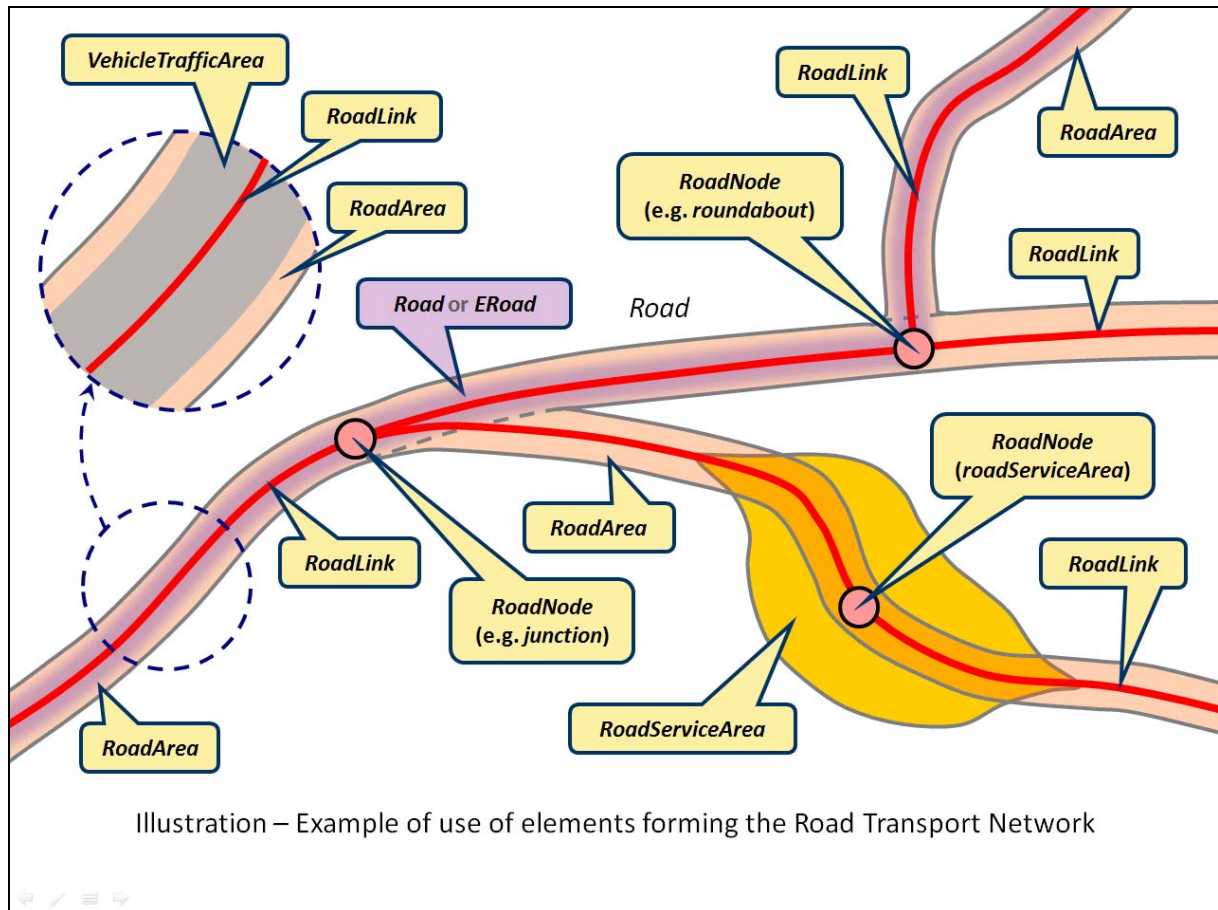 VehicleTrafficArea
RoadLink
RoadArea
RoadLink
RoadArea
RoadNode
(e.g. roundabout)
RoadLink
Road or ERoad
Road
RoadNode
(roadServiceArea)
RoadArea
RoadLink
RoadNode
(e.g. junction)
RoadLink
RoadServiceArea
RoadArea
Illustration – Example of use of elements forming the Road Transport Network